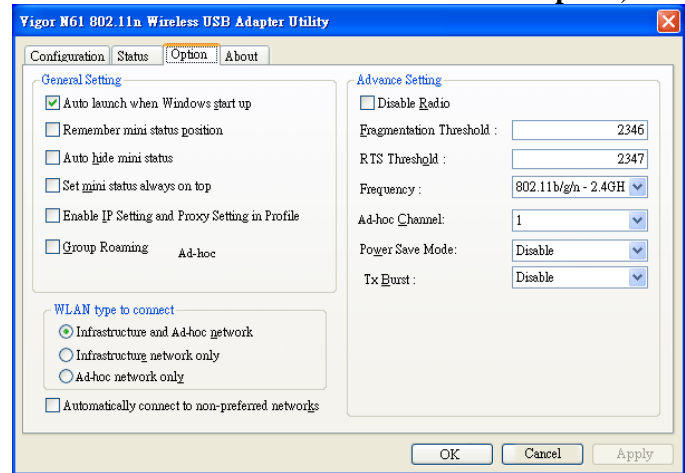 Vigor N61 802.11n Wireless USB Adapter Utility
Configuration Status Option About
General Setting
Auto launch when Windows start up
Remember mini status position
Auto hide mini status
Set mini status always on top
Enable IP Setting and Proxy Setting in Profile
Group Roaming Ad-hoc
WLAN type to connect
Infrastructure and Ad-hoc network
Infrastructure network only
Ad-hoc network only
Automatically connect to non-preferred networks
Advance Setting
Disable Radio
Fragmentation Threshold : 2346
RTS Threshold : 2347
Frequency : 802.11b/g/n - 2.4GH
Ad-hoc Channel: 1
Power Save Mode: Disable
Tx Burst : Disable
OK Cancel Apply